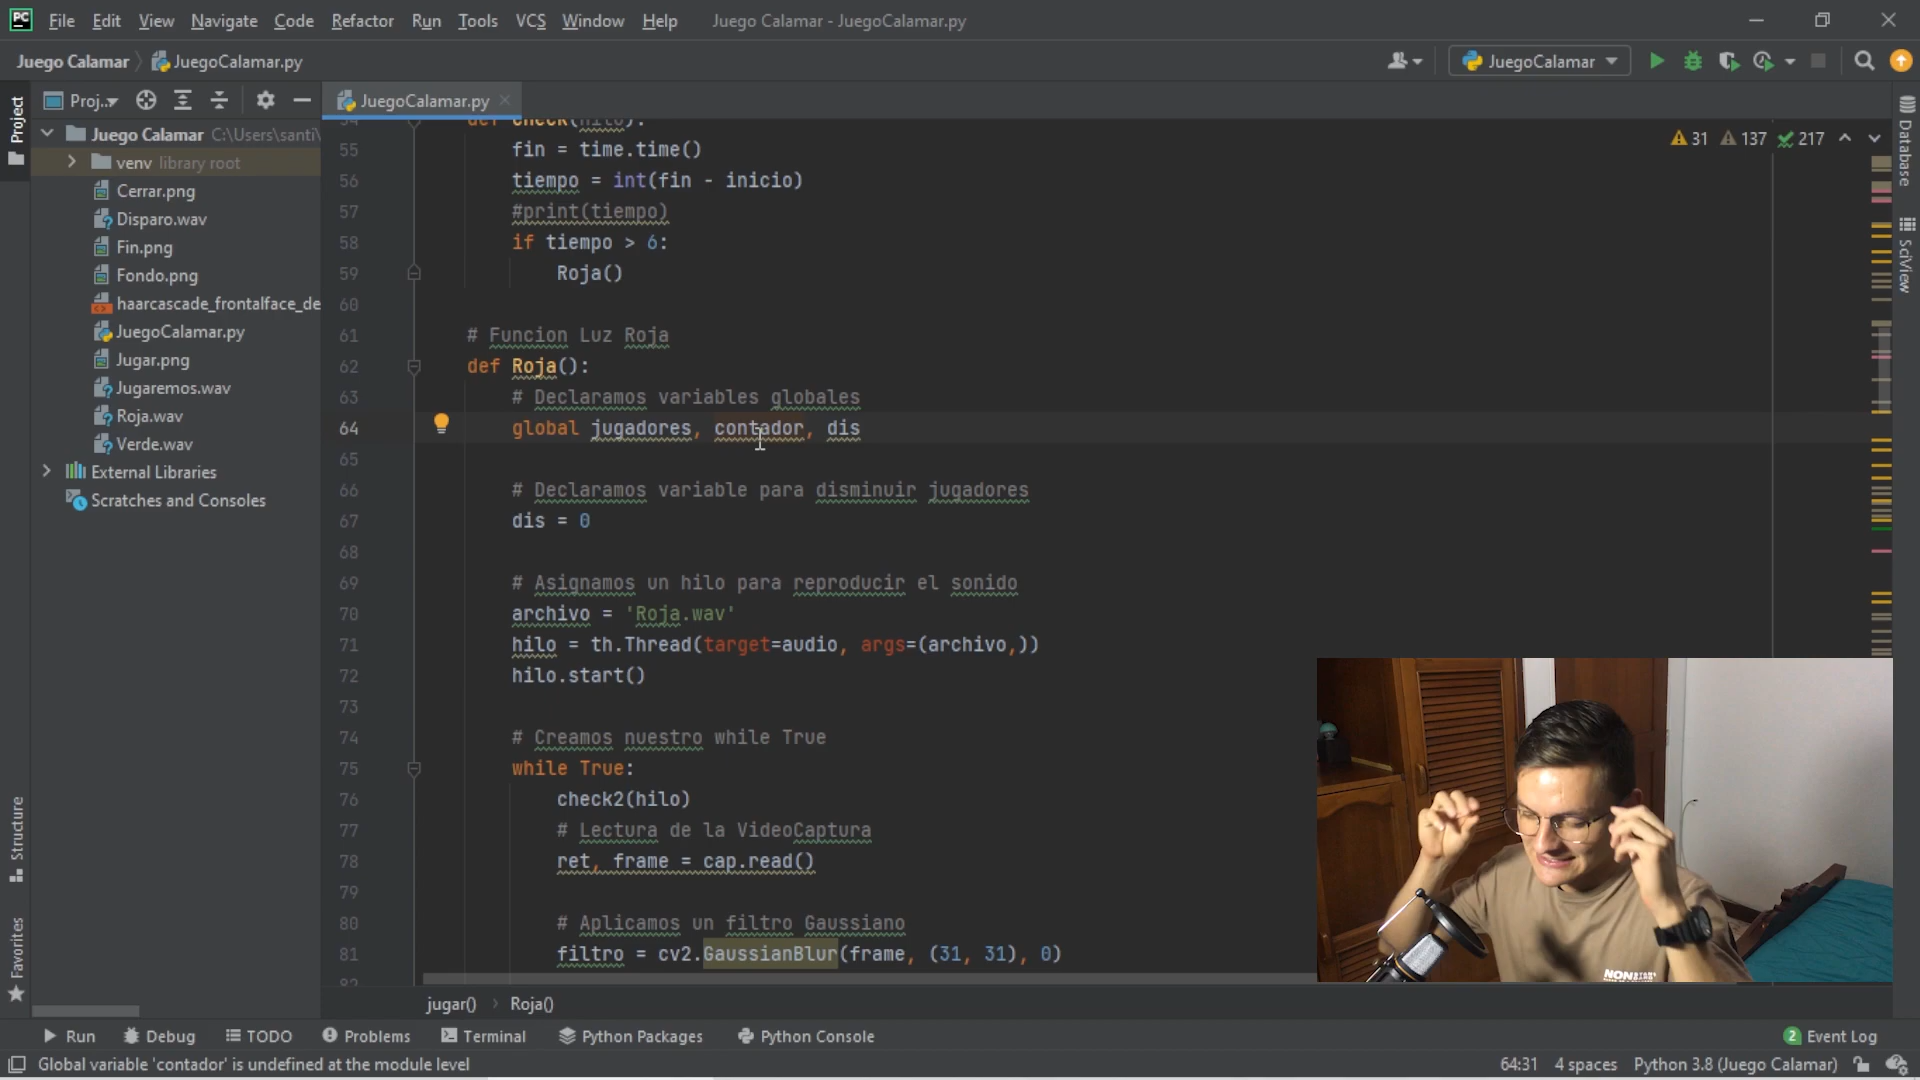 PC File Edit View Navigate Code Refactor Run Tools VCS Window Help Juego Calamar - JuegoCalamar.py
Juego Calamar JuegoCalamar.py JuegoCalamar
Project
Proj..
JuegoCalamar.py
Juego Calamar C:\Users\santi\
venv library root
Cerrar.png
Disparo.wav
Fin.png
Fondo.png
haarcascade_frontalface_de
JuegoCalamar.py
Jugar.png
Jugaremos.wav
Roja.wav
Verde.wav
External Libraries
Scratches and Consoles
Structure
Favorites
31 137 217
54 def check(hilo):
55 fin = time.time()
56 tiempo = int(fin - inicio)
57 #print(tiempo)
58 if tiempo > 6:
59 Roja()
60
61 # Funcion Luz Roja
62 def Roja():
63 # Declaramos variables globales
64 global jugadores, contador, dis
65
66 # Declaramos variable para disminuir jugadores
67 dis = 0
68
69 # Asignamos un hilo para reproducir el sonido
70 archivo = 'Roja.wav'
71 hilo = th.Thread(target=audio, args=(archivo,))
72 hilo.start()
73
74 # Creamos nuestro while True
75 while True:
76 check2(hilo)
77 # Lectura de la VideoCaptura
78 ret, frame = cap.read()
79
80 # Aplicamos un filtro Gaussiano
81 filtro = cv2.GaussianBlur(frame, (31, 31), 0)
82
Database
SciView
jugar() Roja()
Run Debug TODO Problems Terminal Python Packages Python Console 2 Event Log
Global variable 'contador' is undefined at the module level 64:31 4 spaces Python 3.8 (Juego Calamar)